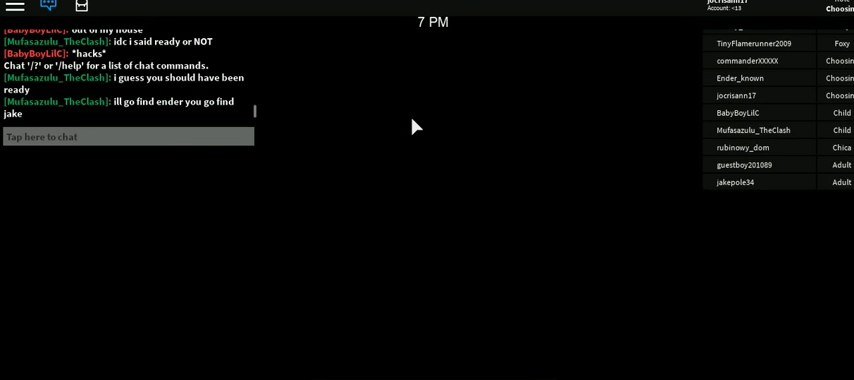 jocrisann17
Account: <13
Choosin
7 PM
[BabyBoyLilC]: out of my house
[Mufasazulu_TheClash]: idc i said ready or NOT
[BabyBoyLilC]: *hacks*
Chat '/?' or '/help' for a list of chat commands.
[Mufasazulu_TheClash]: i guess you should have been
ready
[Mufasazulu_TheClash]: ill go find ender you go find
jake
Tap here to chat
TinyFlamerunner2009 Foxy
commanderXXXXX Choosin
Ender_known Choosin
jocrisann17 Choosin
BabyBoyLilC Child
Mufasazulu_TheClash Child
rubinowy_dom Chica
guestboy201089 Adult
jakepole34 Adult